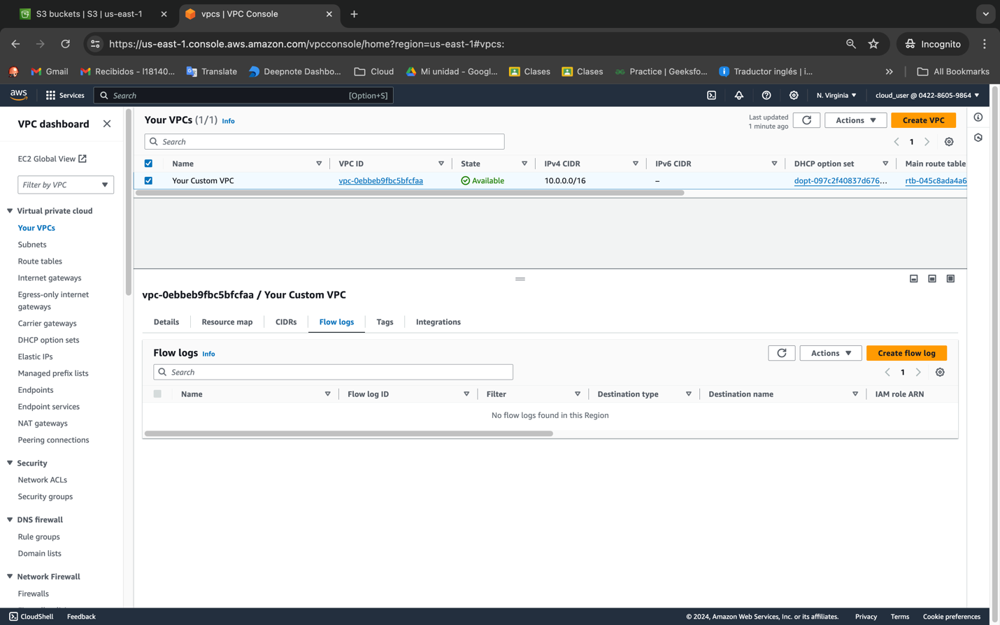 S3 buckets | S3 | us-east-1
vpcs | VPC Console
https://us-east-1.console.aws.amazon.com/vpcconsole/home?region=us-east-1#vpcs:
Incognito
Gmail
Recibidos - l18140...
Translate
Deepnote Dashbo...
Cloud
Mi unidad - Googl...
Clases
Clases
Practice | Geeksfo...
Traductor inglés | i...
All Bookmarks
aws
Services
Search
[Option+S]
N. Virginia
cloud_user @ 0422-8605-9864
VPC dashboard
EC2 Global View
Filter by VPC
Virtual private cloud
Your VPCs
Subnets
Route tables
Internet gateways
Egress-only internet
gateways
Carrier gateways
DHCP option sets
Elastic IPs
Managed prefix lists
Endpoints
Endpoint services
NAT gateways
Peering connections
Security
Network ACLs
Security groups
DNS firewall
Rule groups
Domain lists
Network Firewall
Firewalls
Your VPCs (1/1) Info
Last updated
1 minute ago
Actions
Create VPC
Search
1
Name VPC ID State IPv4 CIDR IPv6 CIDR DHCP option set Main route table
Your Custom VPC vpc-0ebbeb9fbc5bfcfaa Available 10.0.0.0/16 – dopt-097c2f40837d676... rtb-045c8ada4a6
vpc-0ebbeb9fbc5bfcfaa / Your Custom VPC
Details Resource map CIDRs Flow logs Tags Integrations
Flow logs Info
Actions
Create flow log
Search
1
Name Flow log ID Filter Destination type Destination name IAM role ARN
No flow logs found in this Region
CloudShell Feedback
© 2024, Amazon Web Services, Inc. or its affiliates. Privacy Terms Cookie preferences